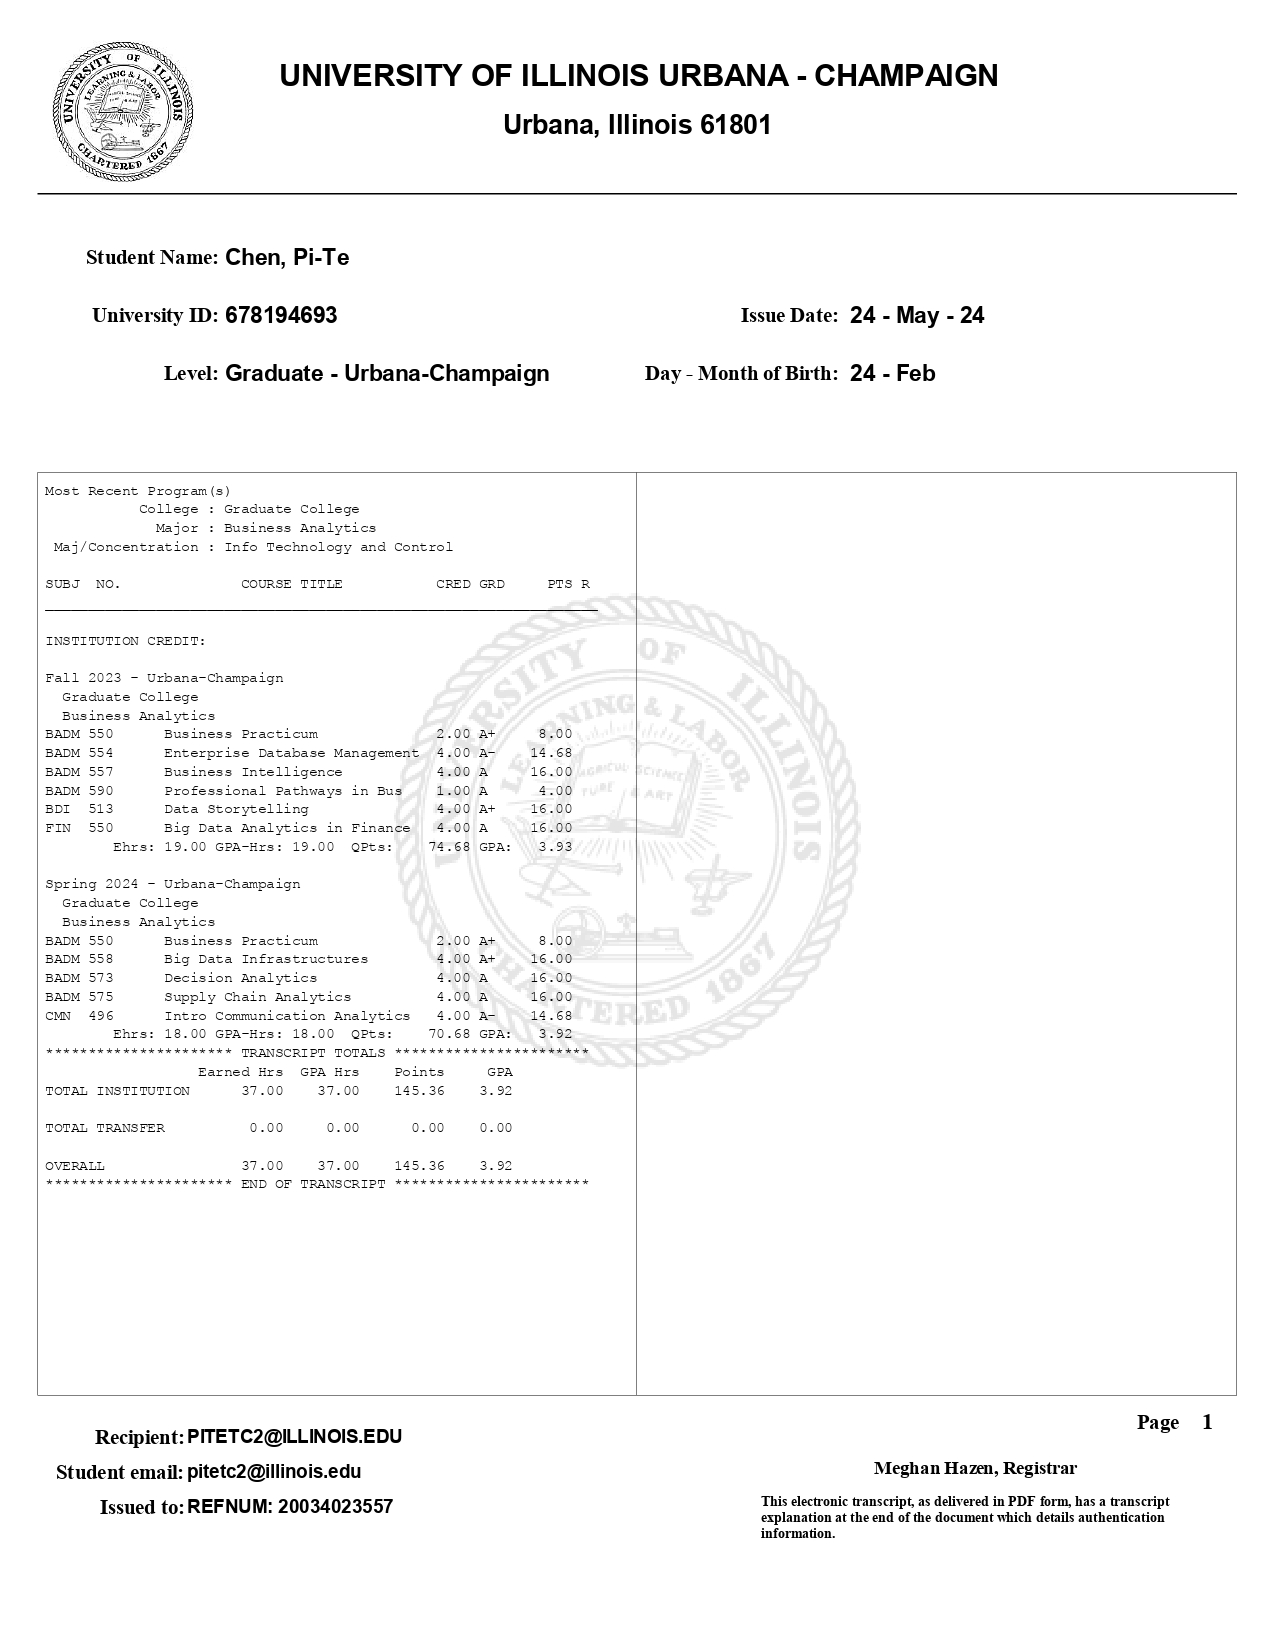 UNIVERSITY OF ILLINOIS
LEARNING & LABOR
CHARTERED 1867
UNIVERSITY OF ILLINOIS URBANA - CHAMPAIGN
Urbana, Illinois 61801
Student Name: Chen, Pi-Te
University ID: 678194693 Issue Date: 24 - May - 24
Level: Graduate - Urbana-Champaign Day - Month of Birth: 24 - Feb
Most Recent Program(s)
College : Graduate College
Major : Business Analytics
Maj/Concentration : Info Technology and Control
SUBJ NO. COURSE TITLE CRED GRD PTS R
INSTITUTION CREDIT:
Fall 2023 - Urbana-Champaign
Graduate College
Business Analytics
BADM 550 Business Practicum 2.00 A+ 8.00
BADM 554 Enterprise Database Management 4.00 A- 14.68
BADM 557 Business Intelligence 4.00 A 16.00
BADM 590 Professional Pathways in Bus 1.00 A 4.00
BDI 513 Data Storytelling 4.00 A+ 16.00
FIN 550 Big Data Analytics in Finance 4.00 A 16.00
Ehrs: 19.00 GPA-Hrs: 19.00 QPts: 74.68 GPA: 3.93
Spring 2024 - Urbana-Champaign
Graduate College
Business Analytics
BADM 550 Business Practicum 2.00 A+ 8.00
BADM 558 Big Data Infrastructures 4.00 A+ 16.00
BADM 573 Decision Analytics 4.00 A 16.00
BADM 575 Supply Chain Analytics 4.00 A 16.00
CMN 496 Intro Communication Analytics 4.00 A- 14.68
Ehrs: 18.00 GPA-Hrs: 18.00 QPts: 70.68 GPA: 3.92
********************** TRANSCRIPT TOTALS ***********************
Earned Hrs GPA Hrs Points GPA
TOTAL INSTITUTION 37.00 37.00 145.36 3.92
TOTAL TRANSFER 0.00 0.00 0.00 0.00
OVERALL 37.00 37.00 145.36 3.92
********************** END OF TRANSCRIPT ***********************
UNIVERSITY OF ILLINOIS
LEARNING & LABOR
AGRICUL SCIENCE
TURE & ART
CHARTERED 1867
Page 1
Recipient: PITETC2@ILLINOIS.EDU
Student email: pitetc2@illinois.edu
Issued to: REFNUM: 20034023557
Meghan Hazen, Registrar
This electronic transcript, as delivered in PDF form, has a transcript
explanation at the end of the document which details authentication
information.